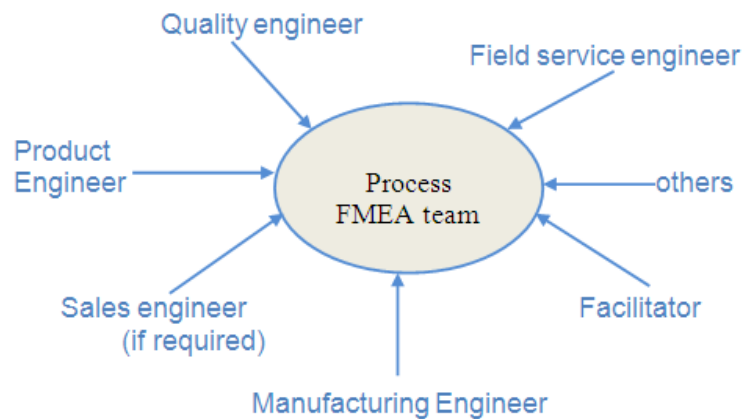 Quality engineer
Field service engineer
Product
Engineer
Process
FMEA team
others
Sales engineer
(if required)
Facilitator
Manufacturing Engineer